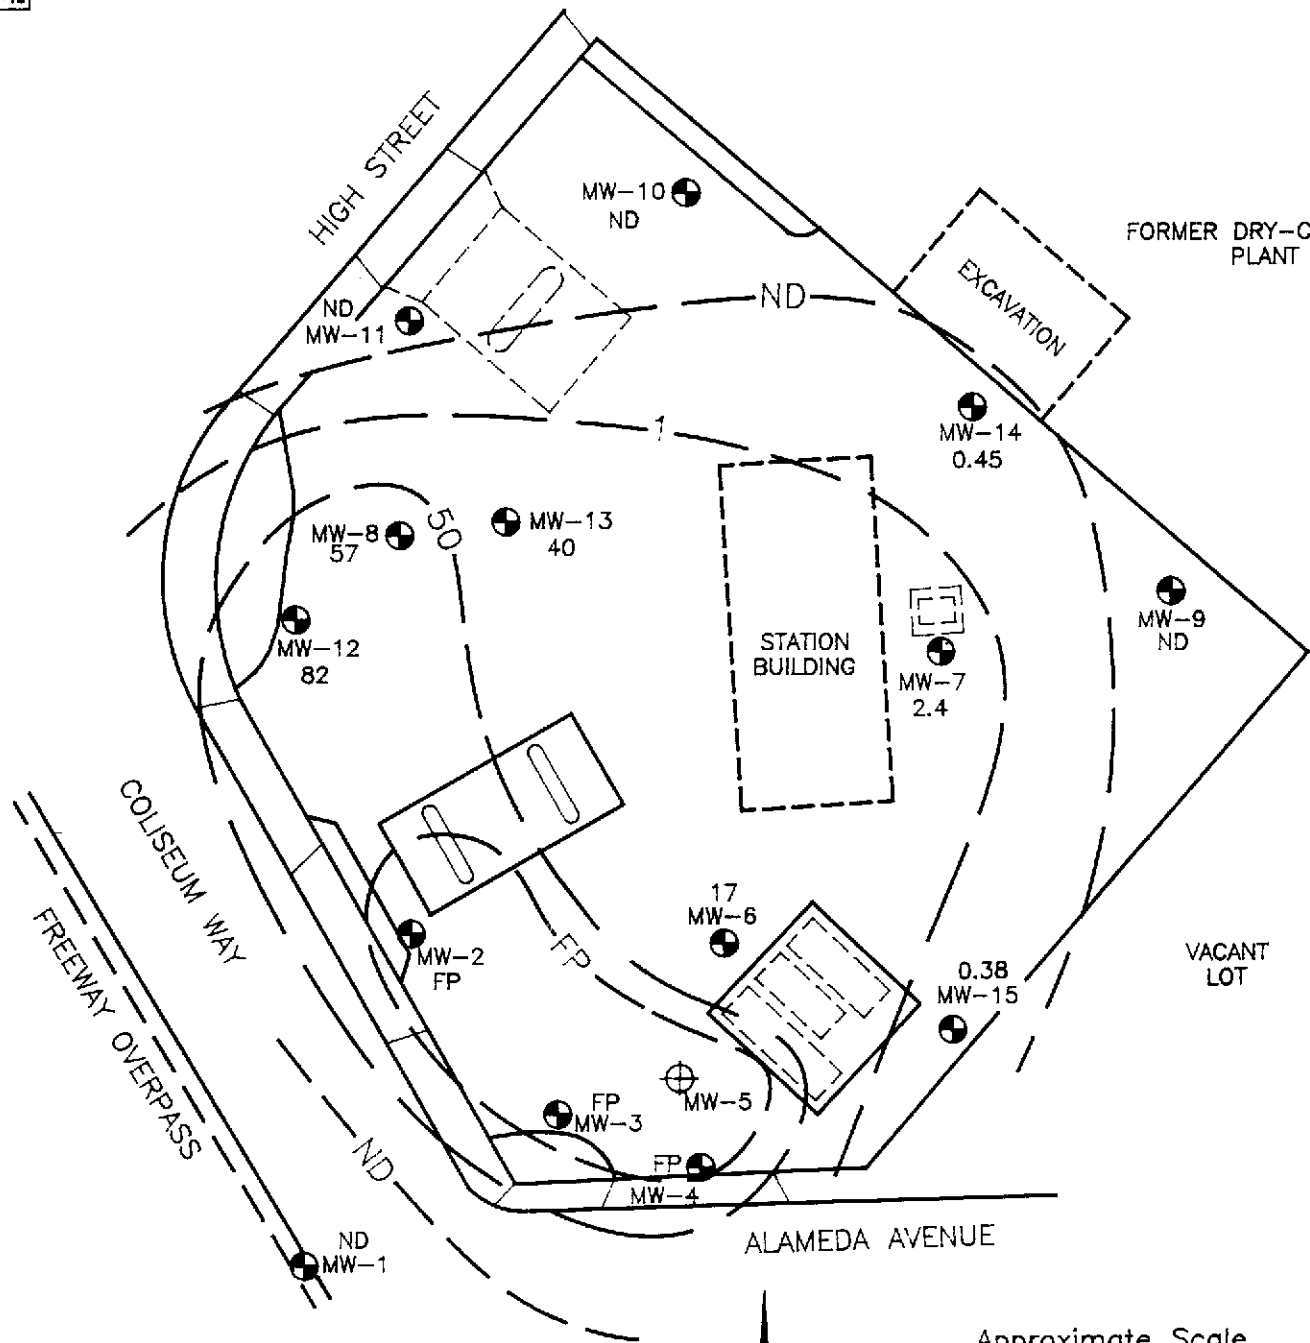 HIGH STREET
MW-10
ND
FORMER DRY-C
PLANT
EXCAVATION
ND
ND
MW-11
1
MW-14
0.45
50
MW-8
57
MW-13
40
MW-9
ND
MW-12
82
STATION
BUILDING
MW-7
2.4
COLISEUM WAY
FREEWAY OVERPASS
17
MW-6
MW-2
FP
FP
VACANT
LOT
0.38
MW-15
MW-5
FP
MW-3
FP
MW-4
ND
ALAMEDA AVENUE
ND
MW-1
Approximate Scale